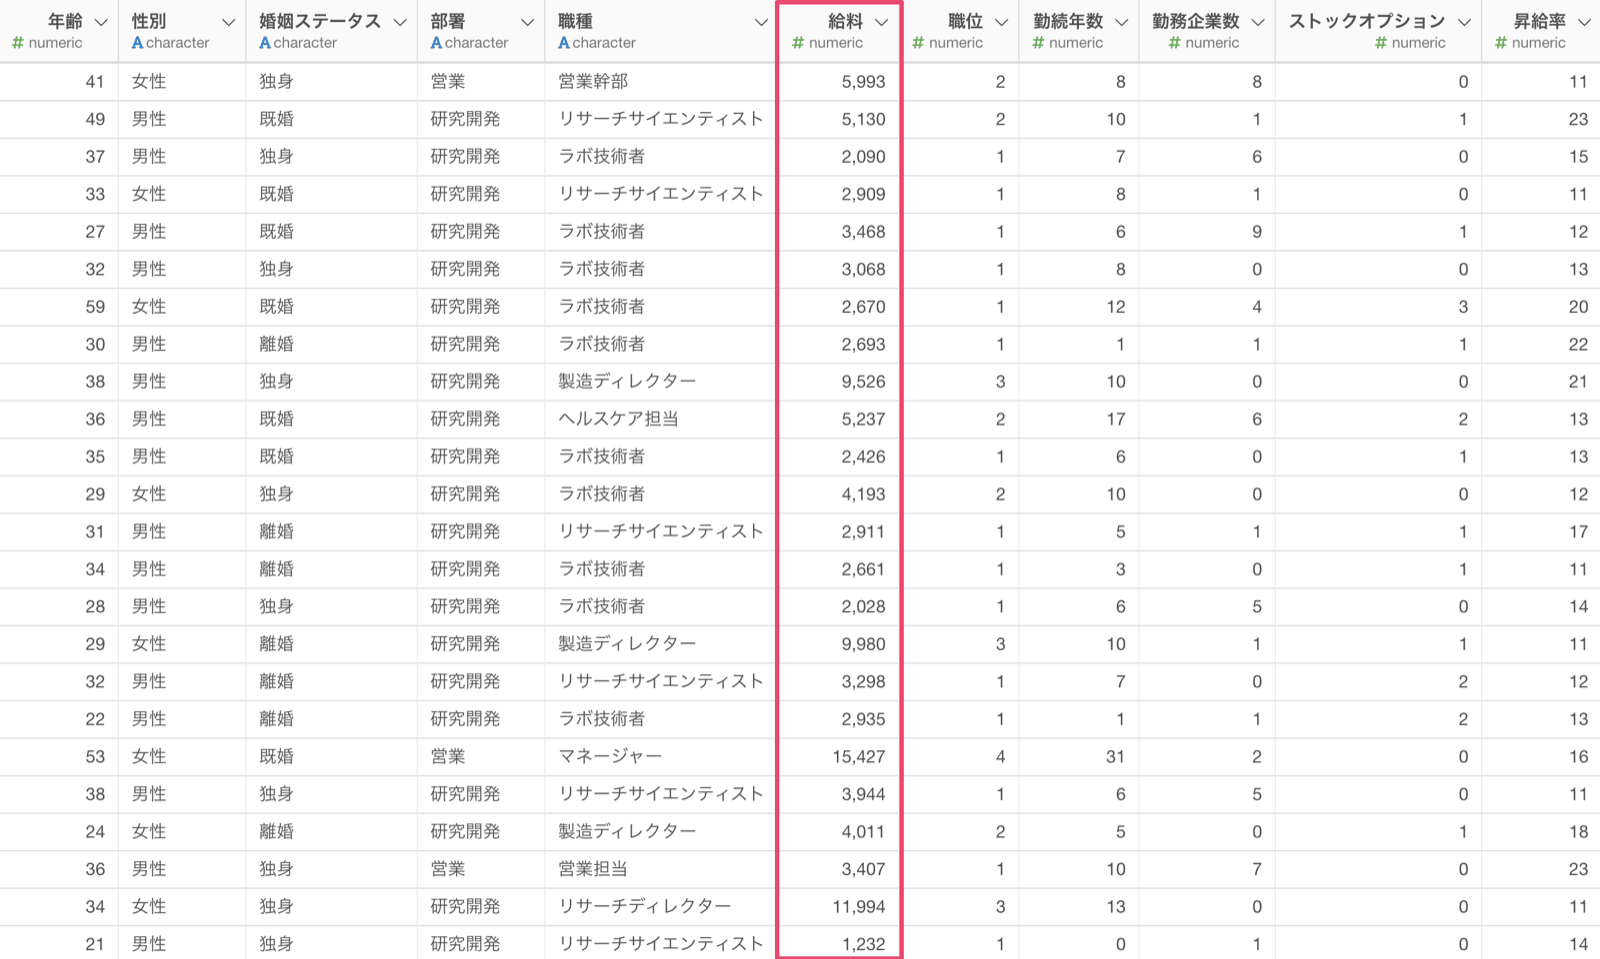 年齢 性別 婚姻ステータス 部署 職種 給料 職位 勤続年数 勤務企業数 ストックオプション 昇給率
# numeric A character A character A character A character # numeric # numeric # numeric # numeric # numeric # numeric
41 女性 独身 営業 営業幹部 5,993 2 8 8 0 11
49 男性 既婚 研究開発 リサーチサイエンティスト 5,130 2 10 1 1 23
37 男性 独身 研究開発 ラボ技術者 2,090 1 7 6 0 15
33 女性 既婚 研究開発 リサーチサイエンティスト 2,909 1 8 1 0 11
27 男性 既婚 研究開発 ラボ技術者 3,468 1 6 9 1 12
32 男性 独身 研究開発 ラボ技術者 3,068 1 8 0 0 13
59 女性 既婚 研究開発 ラボ技術者 2,670 1 12 4 3 20
30 男性 離婚 研究開発 ラボ技術者 2,693 1 1 1 1 22
38 男性 独身 研究開発 製造ディレクター 9,526 3 10 0 0 21
36 男性 既婚 研究開発 ヘルスケア担当 5,237 2 17 6 2 13
35 男性 既婚 研究開発 ラボ技術者 2,426 1 6 0 1 13
29 女性 独身 研究開発 ラボ技術者 4,193 2 10 0 0 12
31 男性 離婚 研究開発 リサーチサイエンティスト 2,911 1 5 1 1 17
34 男性 離婚 研究開発 ラボ技術者 2,661 1 3 0 1 11
28 男性 独身 研究開発 ラボ技術者 2,028 1 6 5 0 14
29 女性 離婚 研究開発 製造ディレクター 9,980 3 10 1 1 11
32 男性 離婚 研究開発 リサーチサイエンティスト 3,298 1 7 0 2 12
22 男性 離婚 研究開発 ラボ技術者 2,935 1 1 1 2 13
53 女性 既婚 営業 マネージャー 15,427 4 31 2 0 16
38 男性 独身 研究開発 リサーチサイエンティスト 3,944 1 6 5 0 11
24 女性 離婚 研究開発 製造ディレクター 4,011 2 5 0 1 18
36 男性 独身 営業 営業担当 3,407 1 10 7 0 23
34 女性 独身 研究開発 リサーチディレクター 11,994 3 13 0 0 11
21 男性 独身 研究開発 リサーチサイエンティスト 1,232 1 0 1 0 14